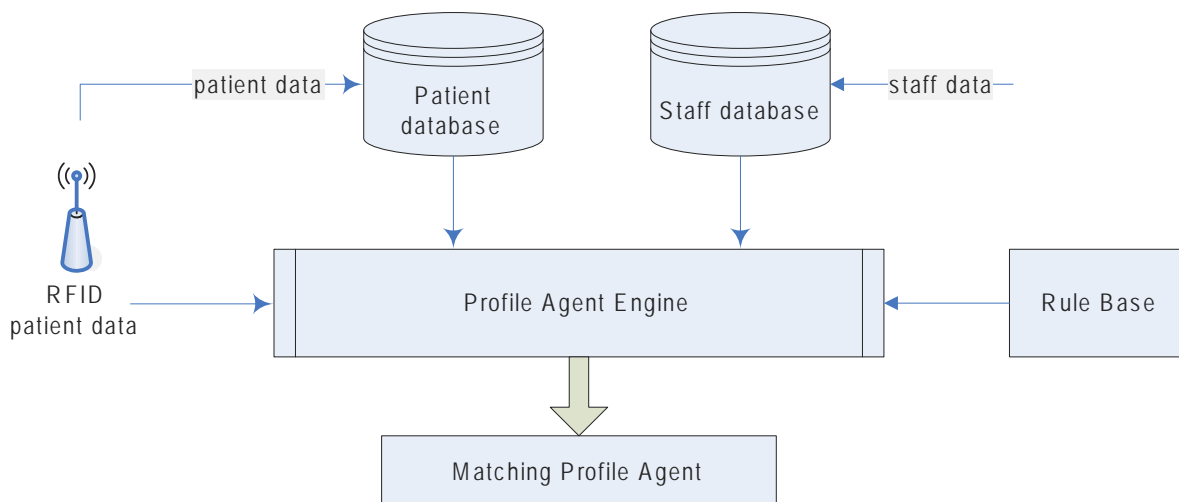 patient data
Patient
database
Staff database
staff data
RFID
patient data
Profile Agent Engine
Rule Base
Matching Profile Agent